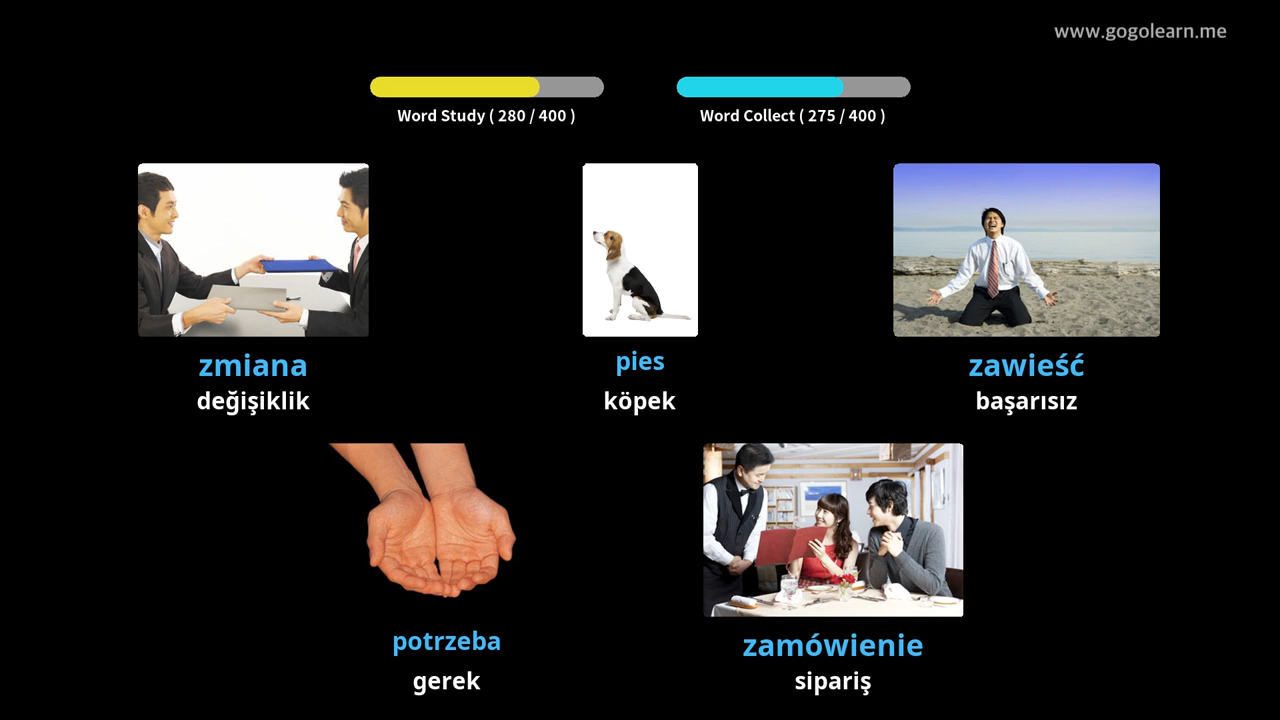 www.gogolearn.me
Word Study ( 280 / 400 )
Word Collect ( 275 / 400 )
zmiana
değişiklik
pies
köpek
zawieść
başarısız
potrzeba
gerek
zamówienie
sipariş